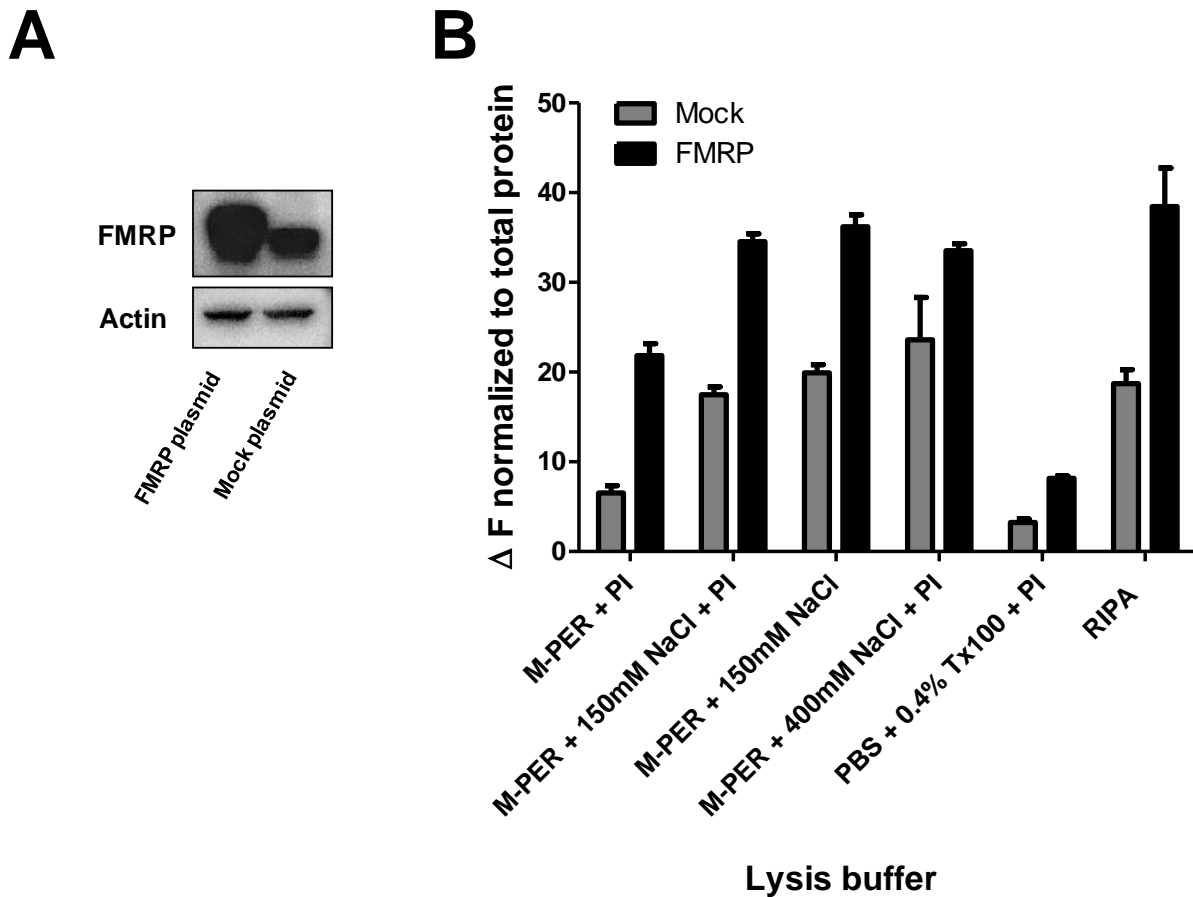 A
B
FMRP
Actin
FMRP plasmid
Mock plasmid
Δ F normalized to total protein
50
40
30
20
10
0
Mock
FMRP
M-PER + PI
M-PER + 150mM NaCl + PI
M-PER + 150mM NaCl
M-PER + 400mM NaCl + PI
PBS + 0.4% Tx100 + PI
RIPA
Lysis buffer